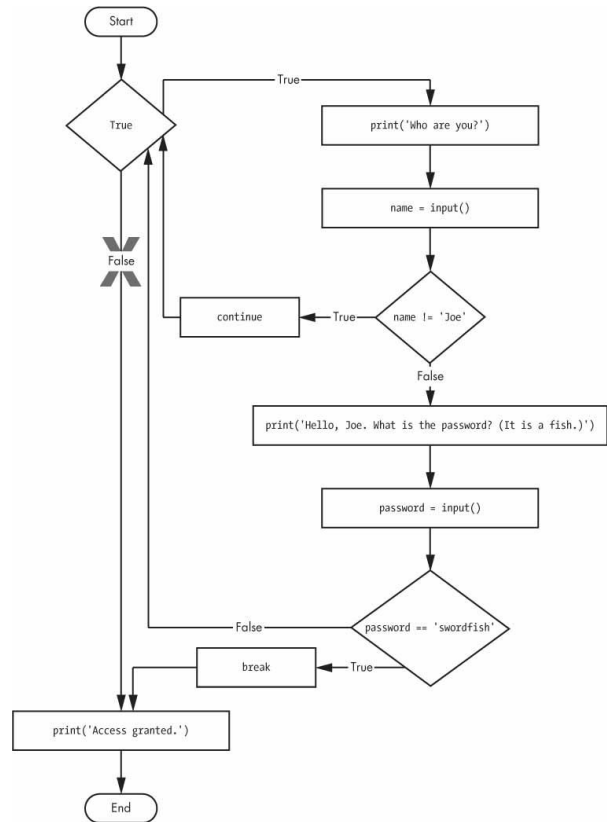 Start
True
True
print('Who are you?')
name = input()
False
continue
True
name != 'Joe'
False
print('Hello, Joe. What is the password? (It is a fish.)')
password = input()
False
password == 'swordfish'
break
True
print('Access granted.')
End